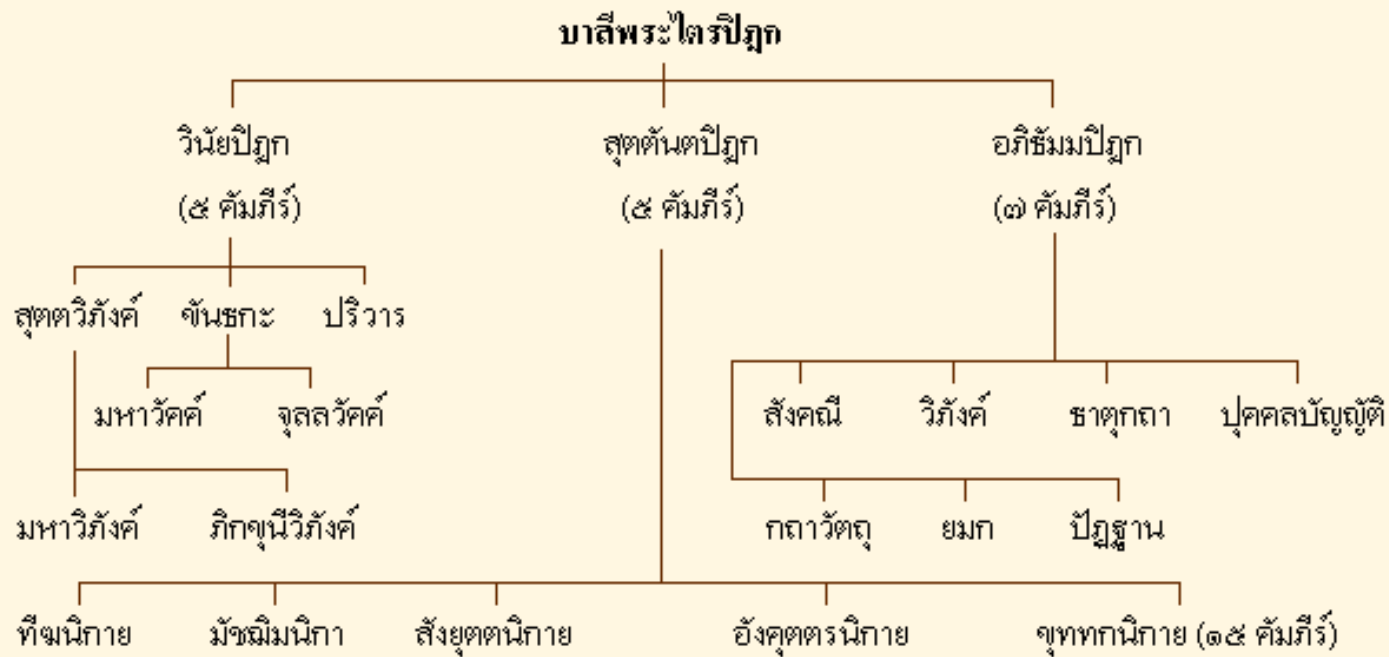 บาลีพระไตรปิฎก
วินัยปิฎก สุตตันตปิฎก อภิธัมมปิฎก
(๕ คัมภีร์) (๕ คัมภีร์) (๗ คัมภีร์)
สุตตวิภังค์ ขันธกะ ปริวาร
มหาวัคค์ จุลลวัคค์ สังคณี วิภังค์ ธาตุกถา ปุคคลบัญญัติ
มหาวิภังค์ ภิกขุนีวิภังค์ กถาวัตถุ ยมก ปัฏฐาน
ทีฆนิกาย มัชฌิมนิกา สังยุตตนิกาย อังคุตตรนิกาย ขุททกนิกาย (๑๕ คัมภีร์)